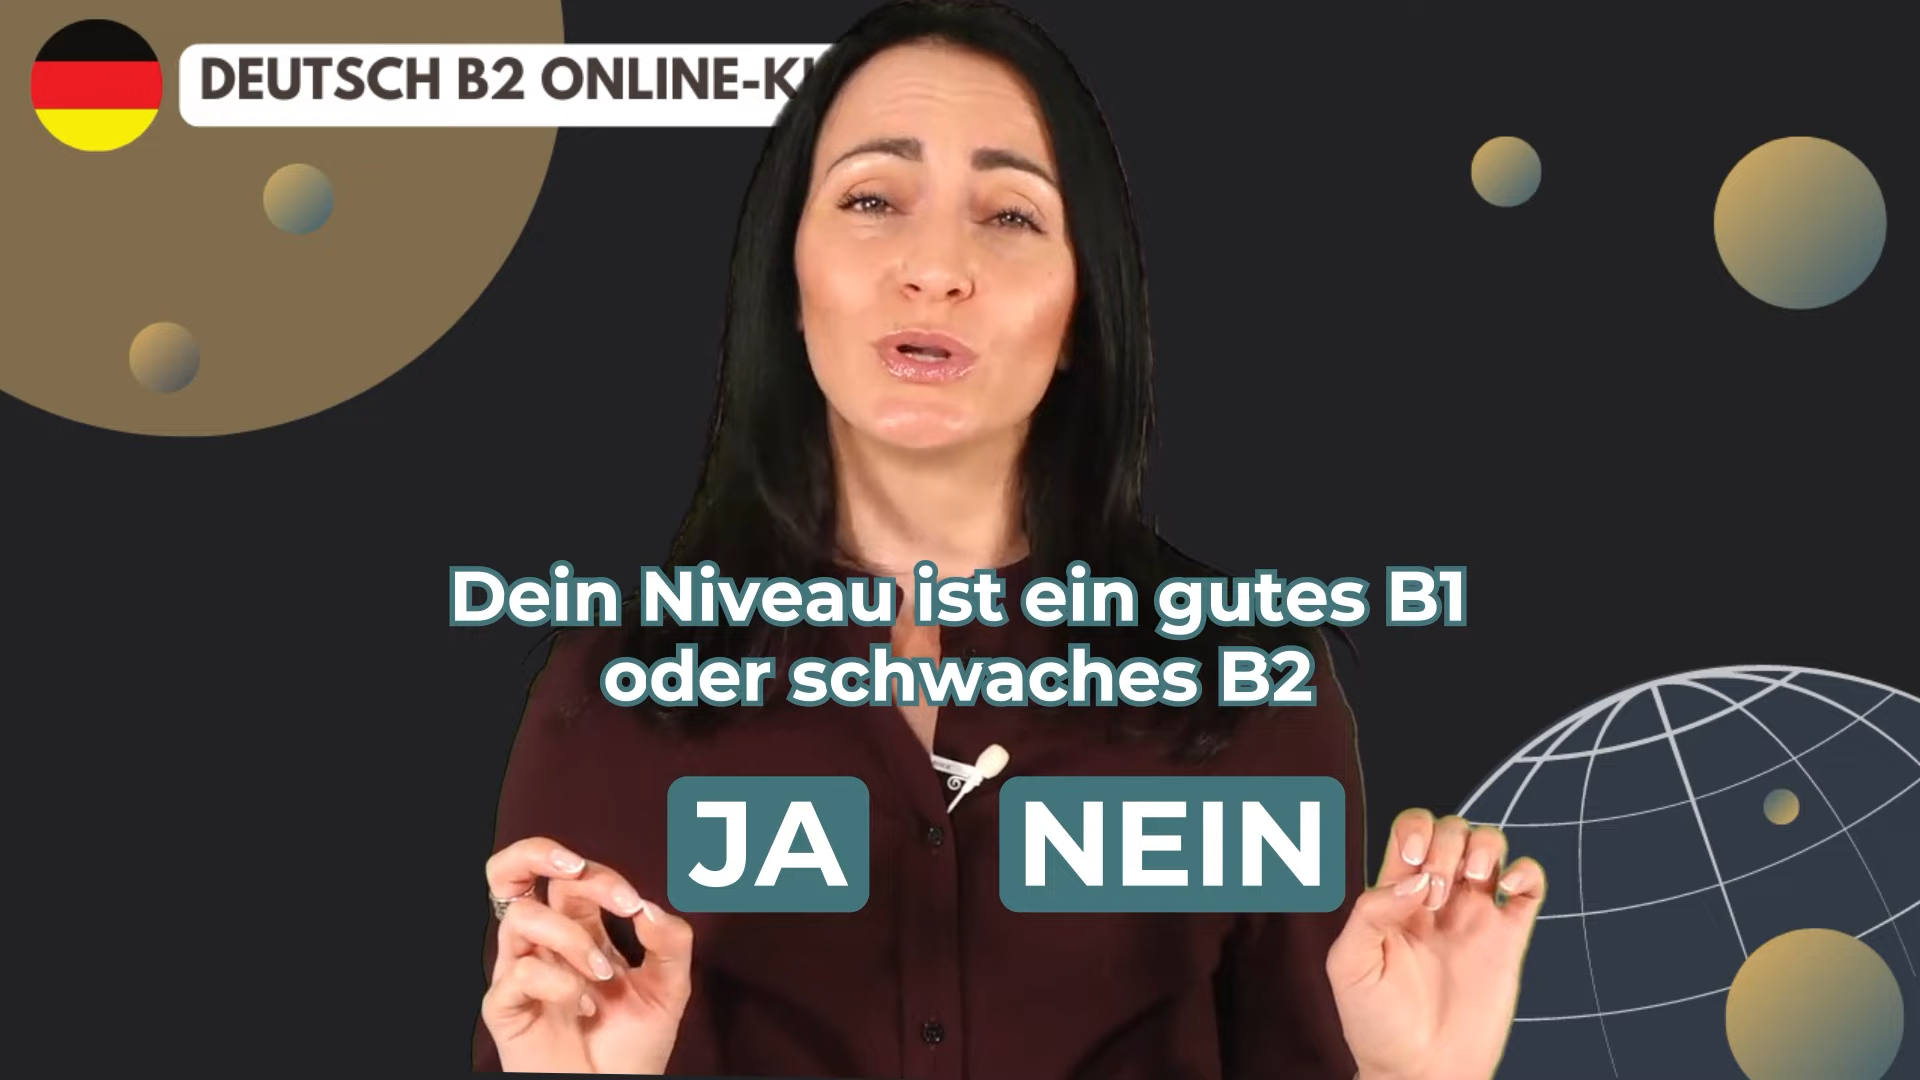 DEUTSCH B2 ONLINE-K
Dein Niveau ist ein gutes B1
oder schwaches B2
JA NEIN